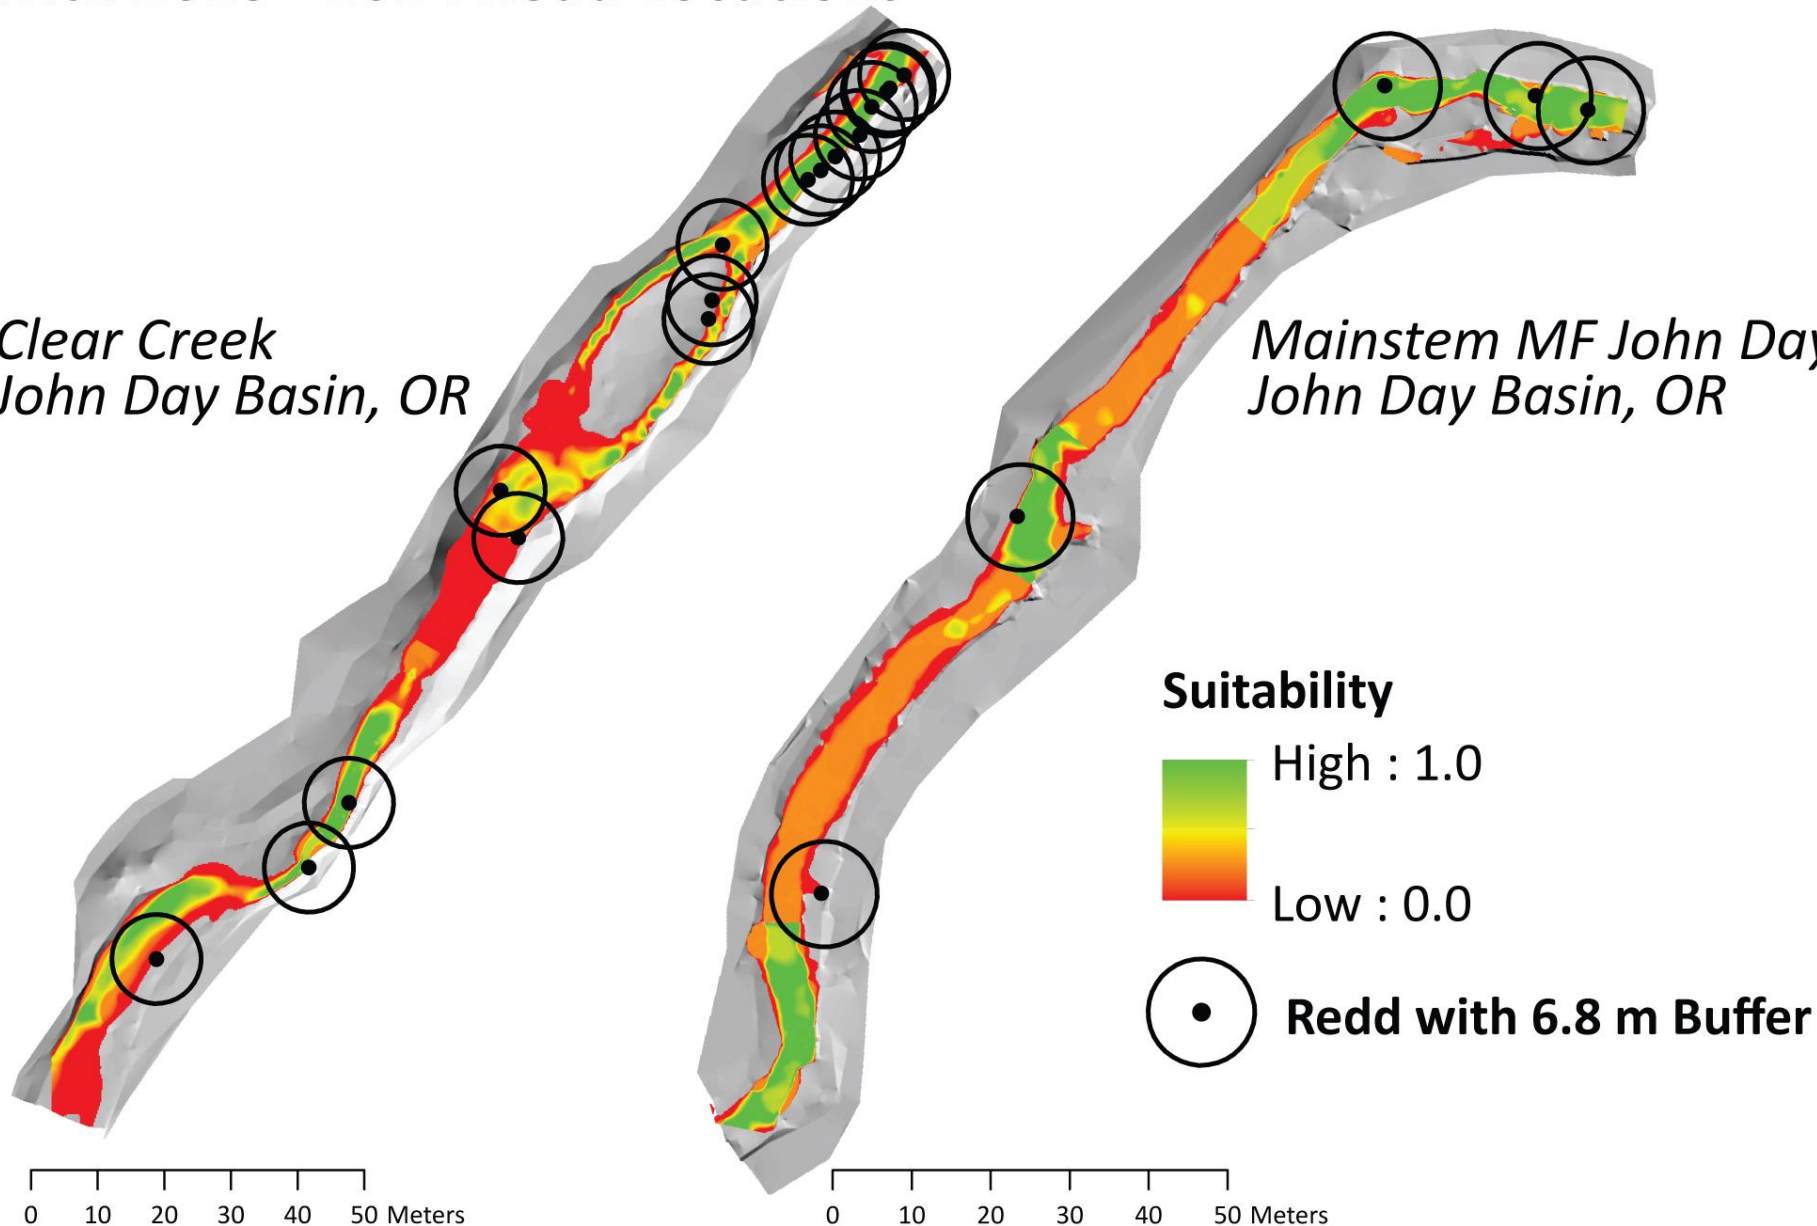 Clear Creek
John Day Basin, OR
Mainstem MF John Day
John Day Basin, OR
Suitability
High : 1.0
Low : 0.0
Redd with 6.8 m Buffer
0 10 20 30 40 50 Meters
0 10 20 30 40 50 Meters